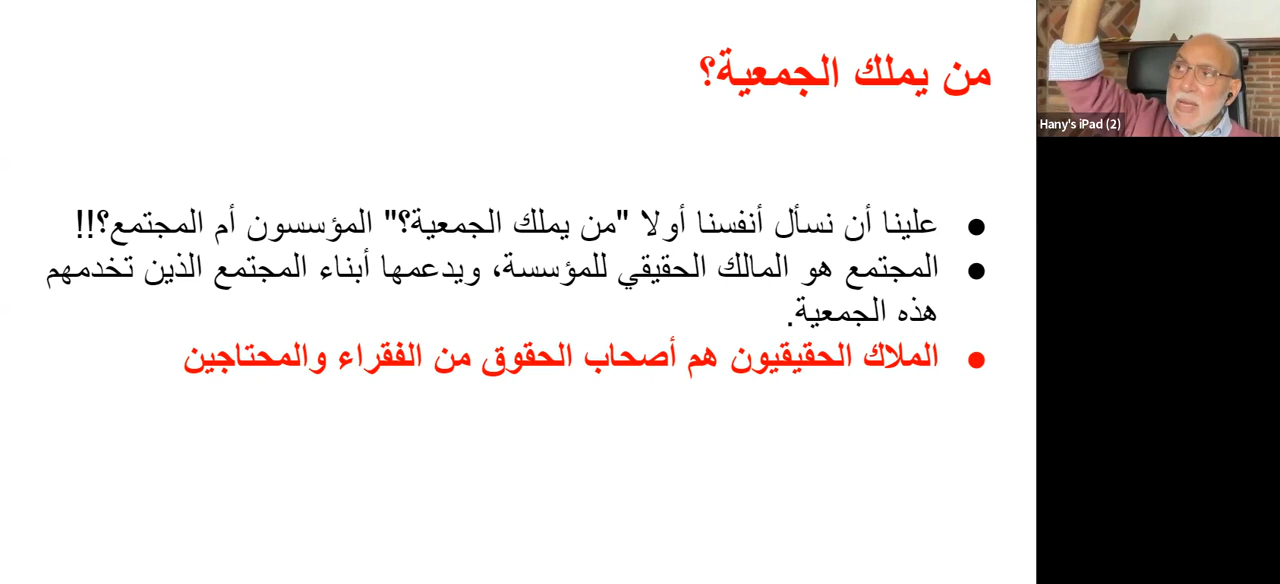 من يملك الجمعية؟
علينا أن نسأل أنفسنا أولا "من يملك الجمعية؟" المؤسسون أم المجتمع؟!!
المجتمع هو المالك الحقيقي للمؤسسة، ويدعمها أبناء المجتمع الذين تخدمهم
هذه الجمعية.
الملاك الحقيقيون هم أصحاب الحقوق من الفقراء والمحتاجين
Hany's iPad (2)